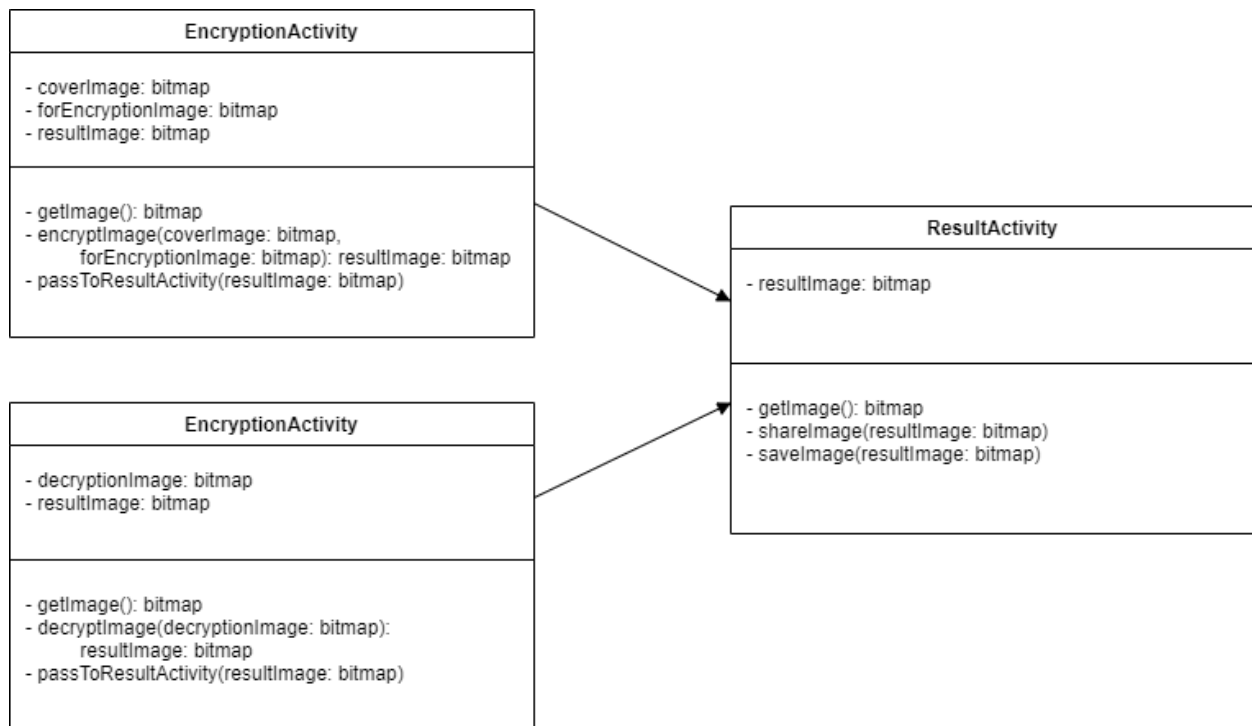 EncryptionActivity
- coverImage: bitmap
- forEncryptionImage: bitmap
- resultImage: bitmap
- getImage(): bitmap
- encryptImage(coverImage: bitmap,
forEncryptionImage: bitmap): resultImage: bitmap
- passToResultActivity(resultImage: bitmap)
EncryptionActivity
- decryptionImage: bitmap
- resultImage: bitmap
- getImage(): bitmap
- decryptImage(decryptionImage: bitmap):
resultImage: bitmap
- passToResultActivity(resultImage: bitmap)
ResultActivity
- resultImage: bitmap
- getImage(): bitmap
- shareImage(resultImage: bitmap)
- saveImage(resultImage: bitmap)